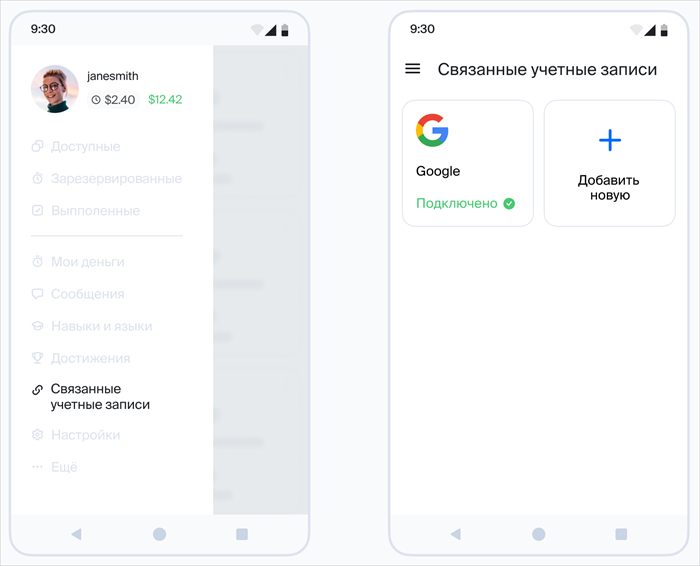 9:30
janesmith
$2.40 $12.42
Доступные
Зарезервированные
Выпполенные
Мои деньги
Сообщения
Навыки и языки
Достижения
Связанные
учетные записи
Настройки
Ещё
9:30
Связанные учетные записи
Google
Подключено
Добавить
новую